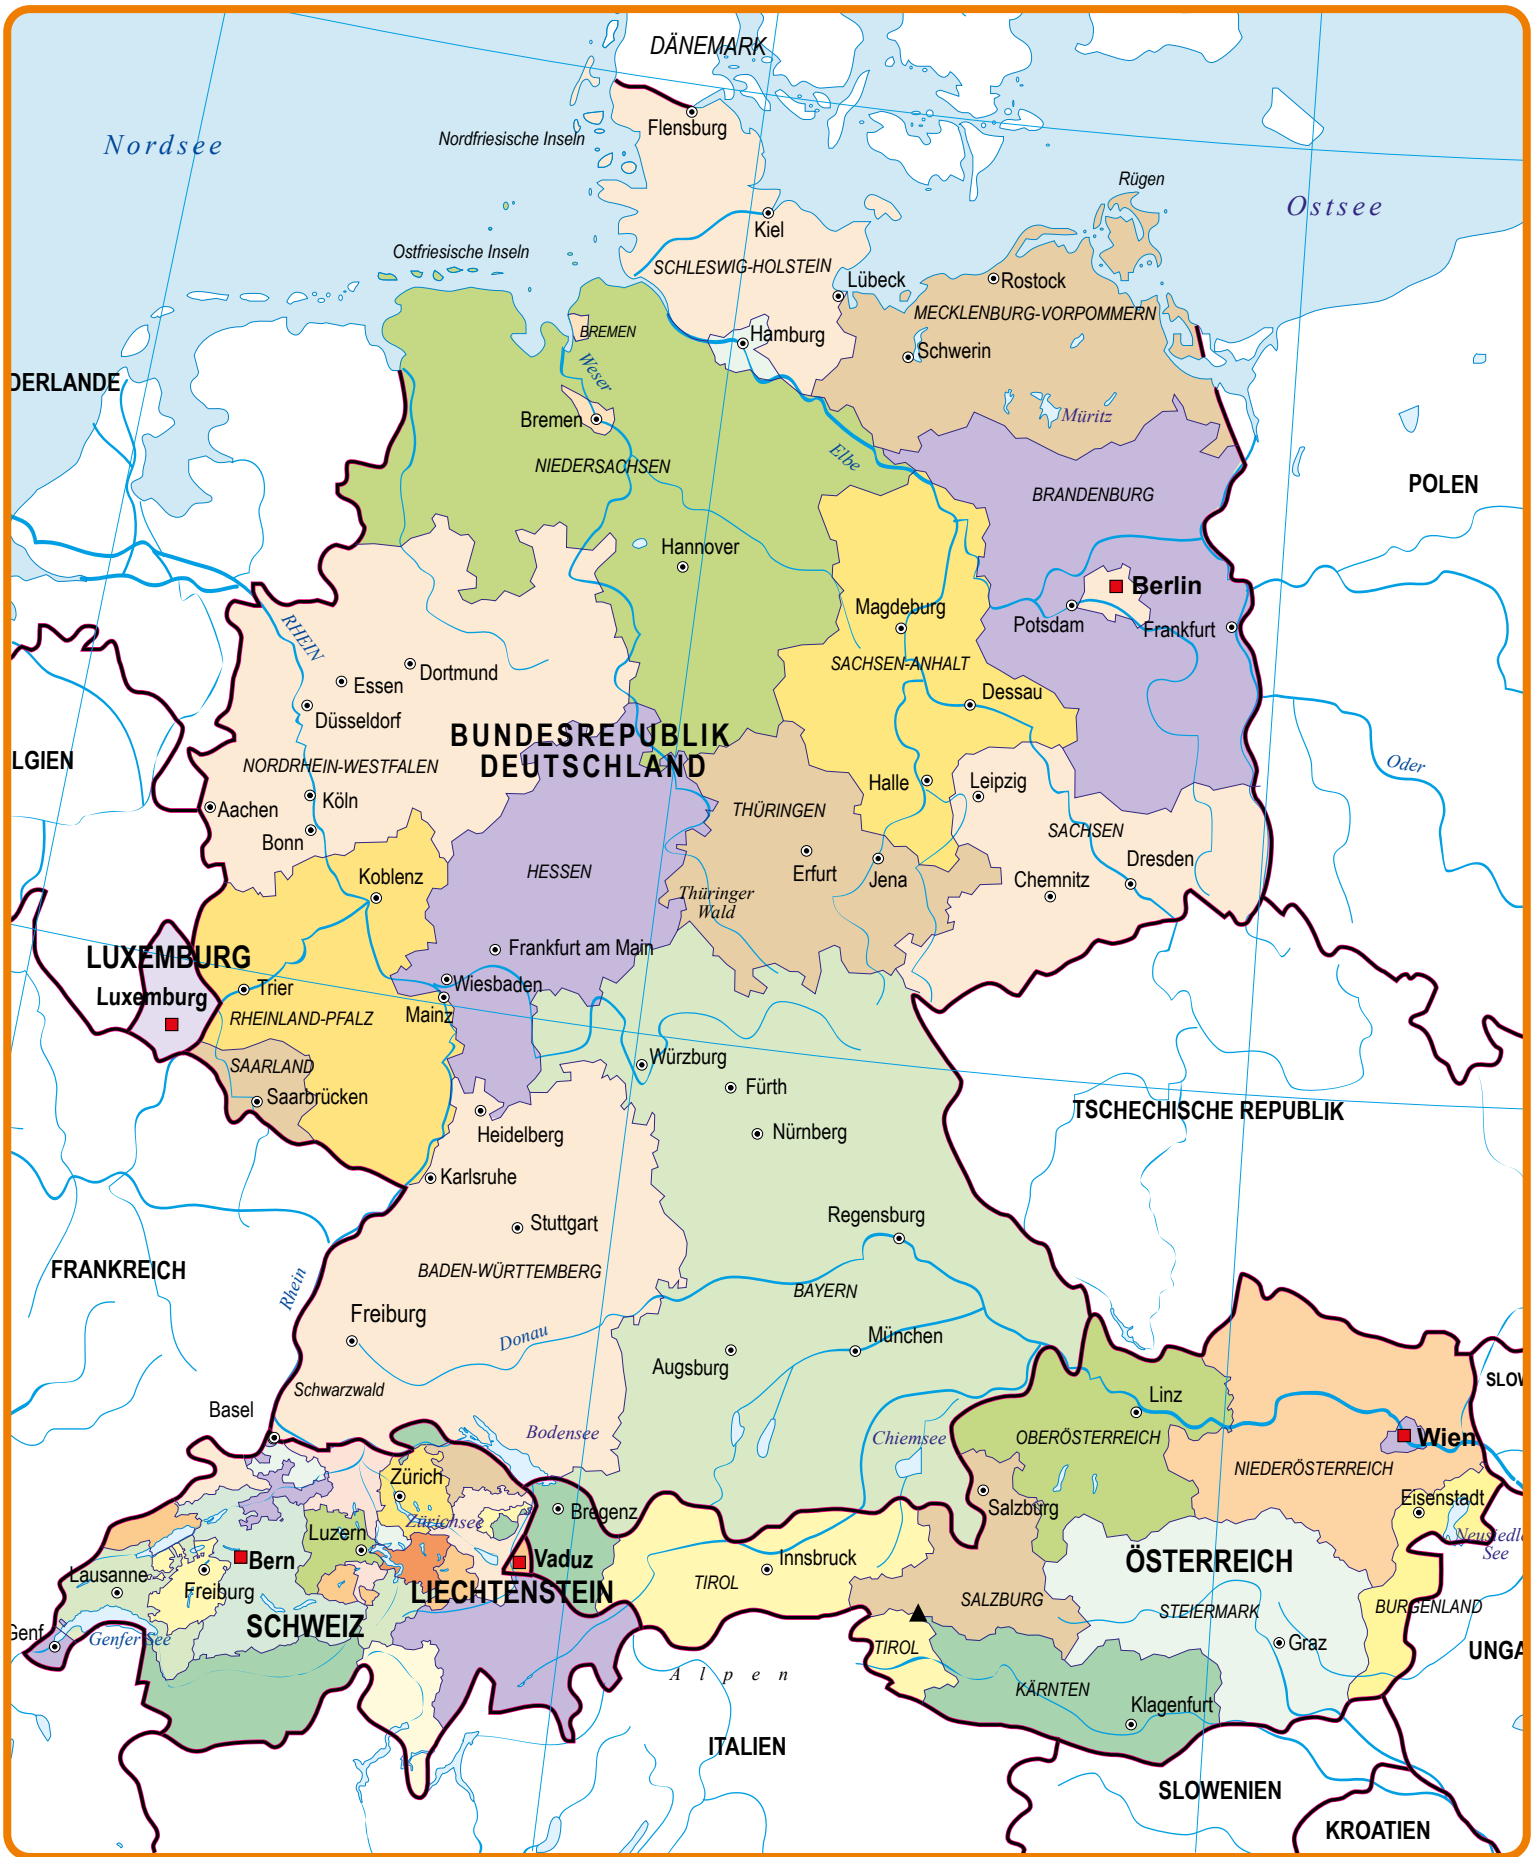 DÄNEMARK
Flensburg
Nordfriesische Inseln
Nordsee
Rügen
Ostsee
Kiel
Ostfriesische Inseln
SCHLESWIG-HOLSTEIN
Lübeck
Rostock
MECKLENBURG-VORPOMMERN
BREMEN
Hamburg
Schwerin
Weser
DERLANDE
Bremen
Müritz
NIEDERSACHSEN
Elbe
BRANDENBURG
POLEN
Hannover
Berlin
Magdeburg
Potsdam
Frankfurt
RHEIN
SACHSEN-ANHALT
Dortmund
Essen
Dessau
Düsseldorf
BUNDESREPUBLIK
DEUTSCHLAND
LGIEN
NORDRHEIN-WESTFALEN
Oder
Halle
Leipzig
Köln
Aachen
THÜRINGEN
SACHSEN
Bonn
Dresden
HESSEN
Koblenz
Erfurt
Jena
Chemnitz
Thüringer
Wald
Frankfurt am Main
LUXEMBURG
Trier
Wiesbaden
Luxemburg
Mainz
RHEINLAND-PFALZ
Würzburg
SAARLAND
Fürth
Saarbrücken
TSCHECHISCHE REPUBLIK
Heidelberg
Nürnberg
Karlsruhe
Regensburg
Stuttgart
FRANKREICH
BADEN-WÜRTTEMBERG
Rhein
BAYERN
Freiburg
Donau
München
Augsburg
SLOW
Schwarzwald
Linz
Basel
Bodensee
Chiemsee
OBERÖSTERREICH
Wien
NIEDERÖSTERREICH
Zürich
Eisenstadt
Salzburg
Bregenz
Zürichsee
Luzern
Neusiedle
See
Bern
Vaduz
Innsbruck
ÖSTERREICH
Lausanne
Freiburg
LIECHTENSTEIN
TIROL
SALZBURG
STEIERMARK
BURGENLAND
SCHWEIZ
Genf
Genfer See
TIROL
Graz
UNGA
Alpen
KÄRNTEN
Klagenfurt
ITALIEN
SLOWENIEN
KROATIEN